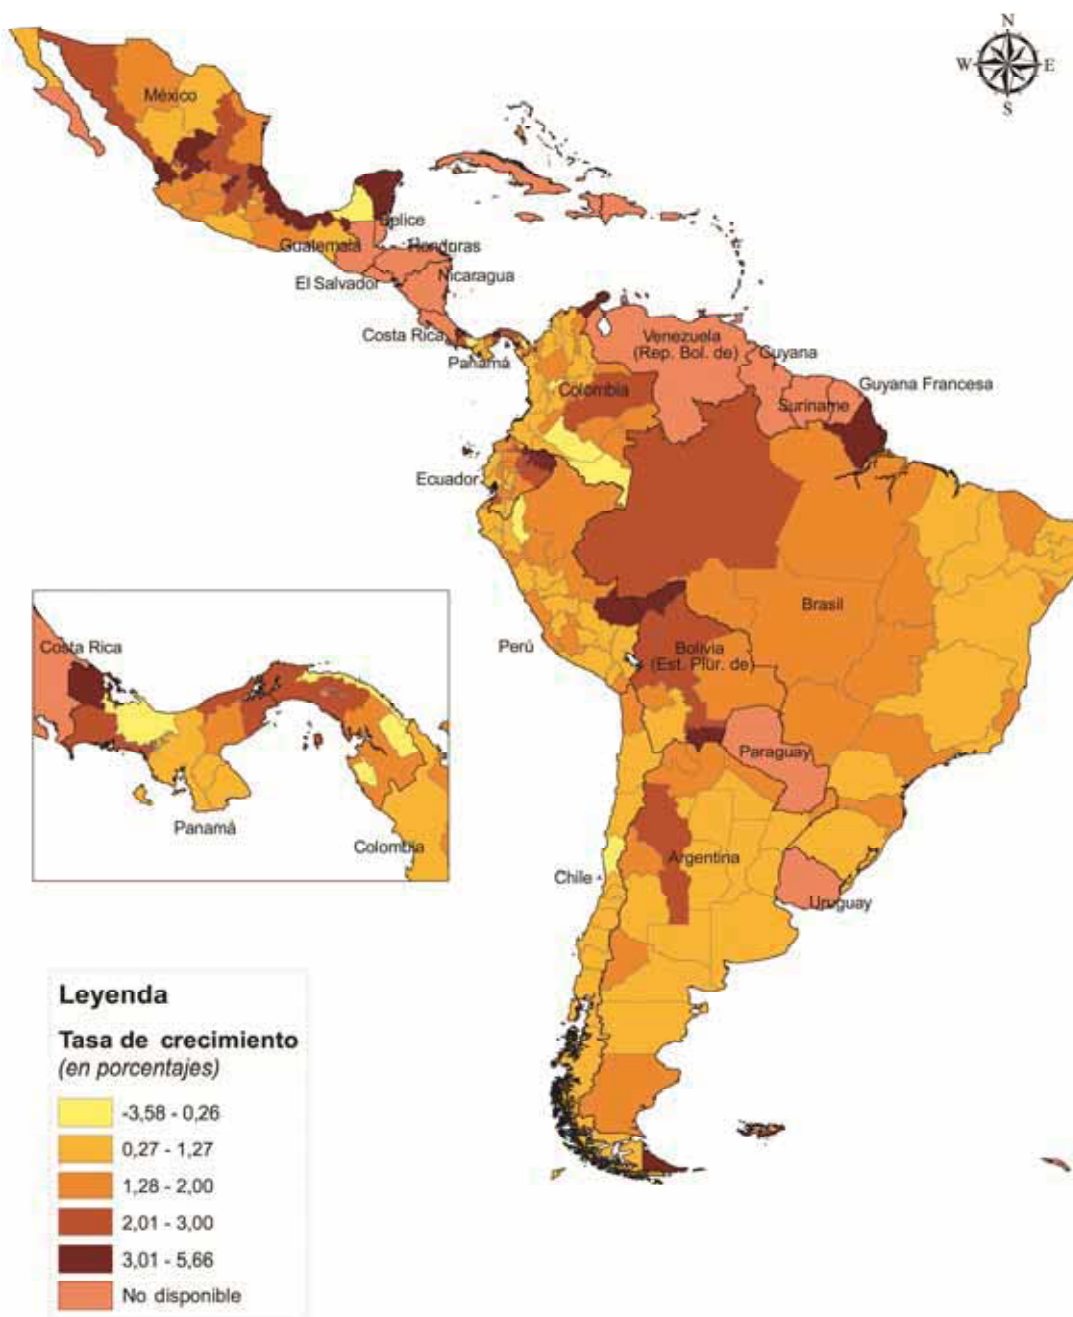 N
W E
S
México
Belice
Guatemala
Honduras
El Salvador
Nicaragua
Costa Rica
Panamá
Venezuela
(Rep. Bol. de)
Guyana
Guyana Francesa
Suriname
Colombia
Ecuador
Brasil
Perú
Bolivia
(Est. Plur. de)
Paraguay
Chile
Argentina
Uruguay
Costa Rica
Panamá
Colombia
Leyenda
Tasa de crecimiento
(en porcentajes)
-3,58 - 0,26
0,27 - 1,27
1,28 - 2,00
2,01 - 3,00
3,01 - 5,66
No disponible